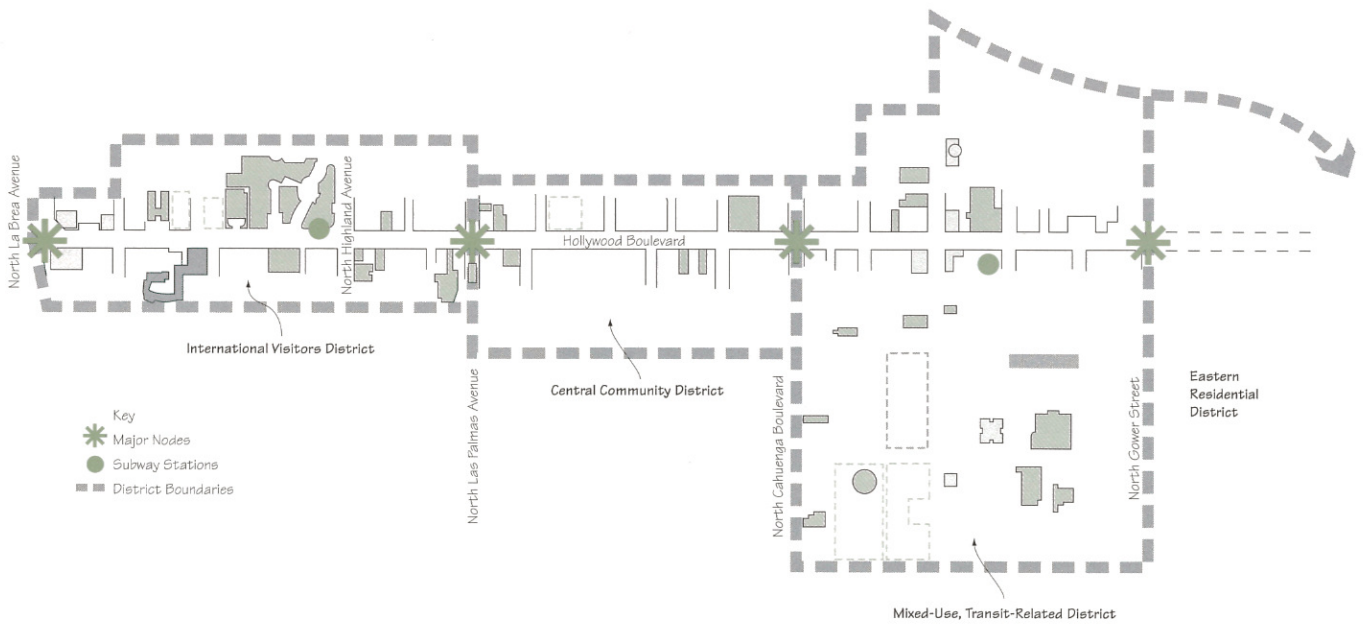 North La Brea Avenue
North Highland Avenue
Hollywood Boulevard
International Visitors District
Central Community District
North Las Palmas Avenue
North Cahuenga Boulevard
North Gower Street
Eastern
Residential
District
Key
Major Nodes
Subway Stations
District Boundaries
Mixed-Use, Transit-Related District